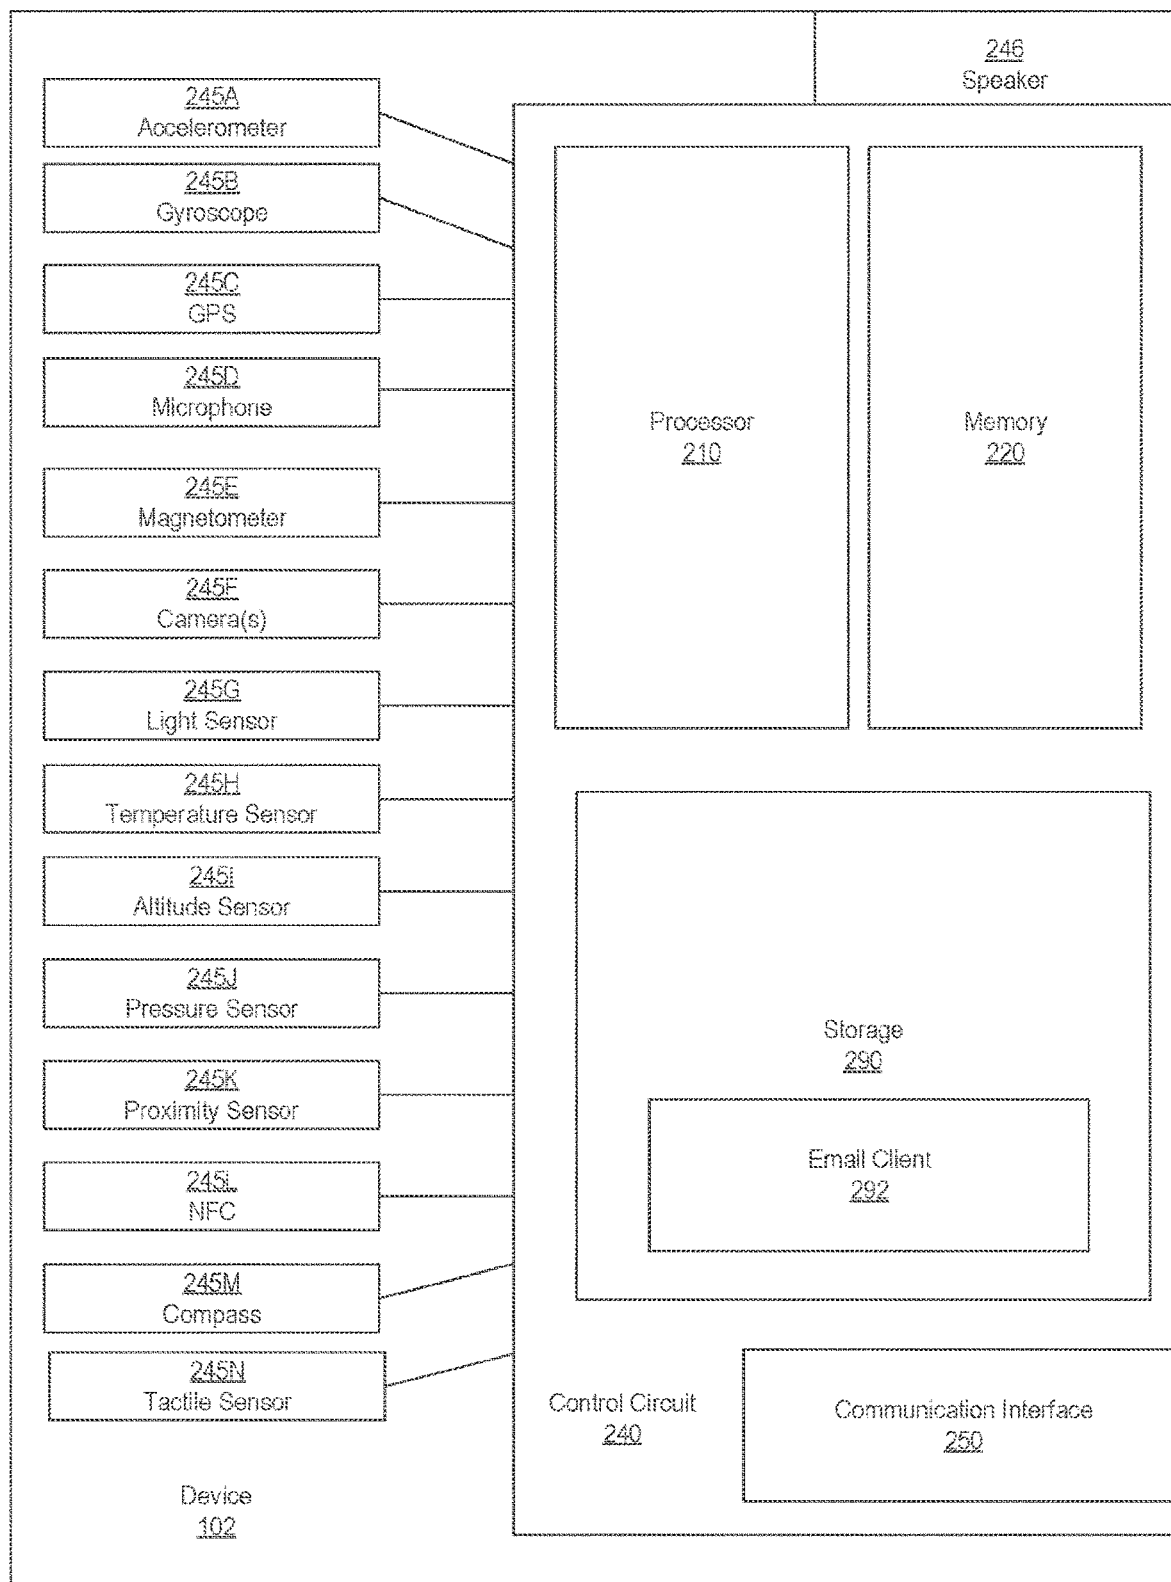 246
Speaker
245A
Accelerometer
245B
Gyroscope
245C
GPS
245D
Microphone
245E
Magnetometer
245F
Camera(s)
245G
Light Sensor
245H
Temperature Sensor
245I
Altitude Sensor
245J
Pressure Sensor
245K
Proximity Sensor
245L
NFC
245M
Compass
245N
Tactile Sensor
Device
102
Processor
210
Memory
220
Storage
290
Email Client
292
Control Circuit
240
Communication Interface
250